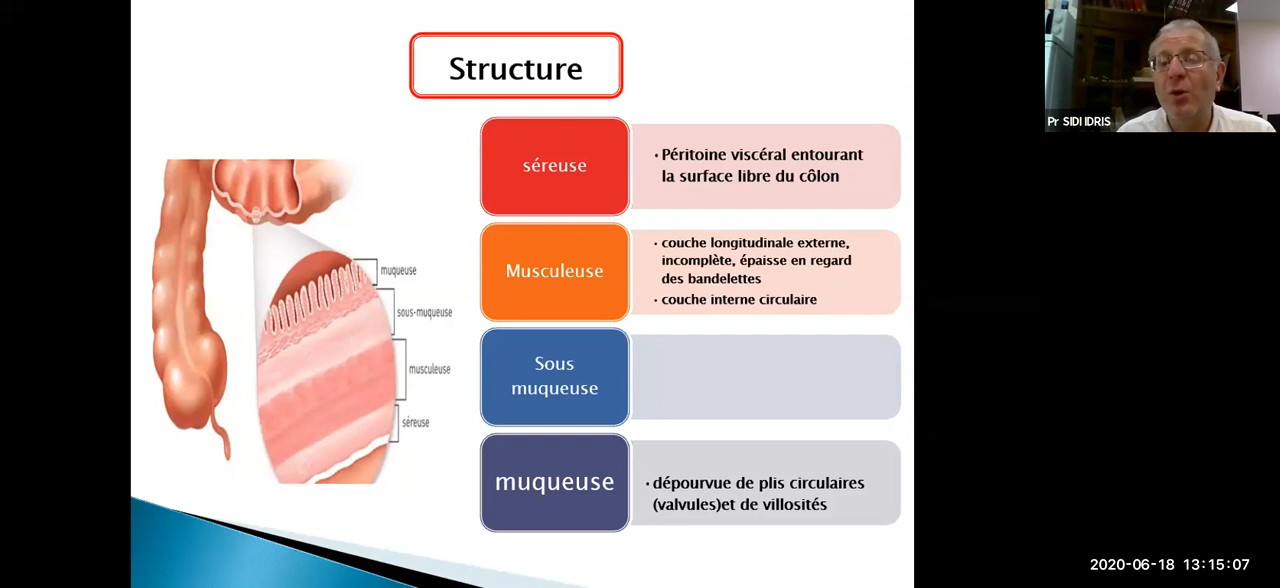 Structure
séreuse
· Péritoine viscéral entourant
la surface libre du côlon
Musculeuse
· couche longitudinale externe,
incomplète, épaisse en regard
des bandelettes
· couche interne circulaire
Sous
muqueuse
muqueuse
· dépourvue de plis circulaires
(valvules)et de villosités
muqueuse
sous-muqueuse
musculeuse
séreuse
Pr SIDI IDRIS
2020-06-18 13:15:07